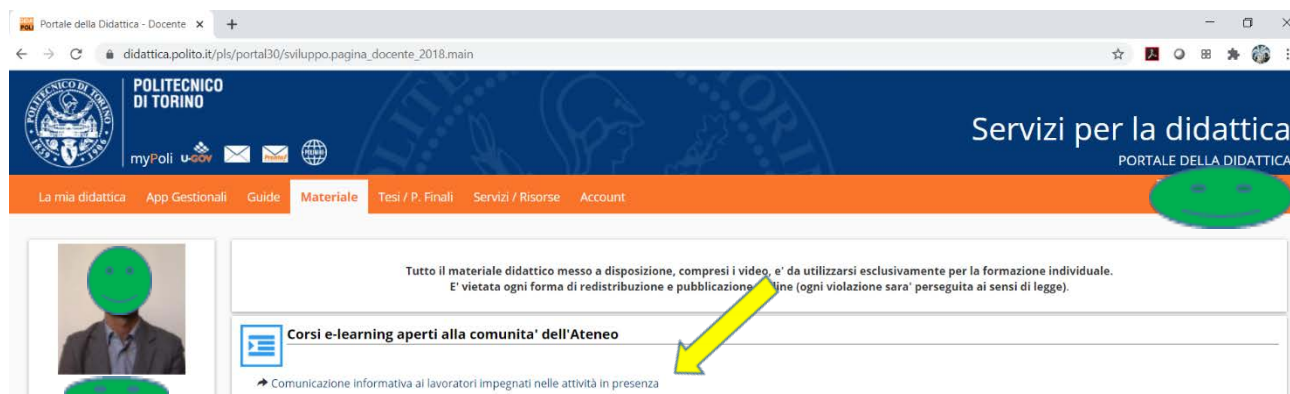 Portale della Didattica - Docente
didattica.polito.it/pls/portal30/sviluppo.pagina_docente_2018.main
POLITECNICO
DI TORINO
myPoli U-GOV
Servizi per la didattica
PORTALE DELLA DIDATTICA
La mia didattica App Gestionali Guide Materiale Tesi / P. Finali Servizi / Risorse Account
Tutto il materiale didattico messo a disposizione, compresi i video, e' da utilizzarsi esclusivamente per la formazione individuale.
E' vietata ogni forma di redistribuzione e pubblicazione line (ogni violazione sara' perseguita ai sensi di legge).
Corsi e-learning aperti alla comunita' dell'Ateneo
Comunicazione informativa ai lavoratori impegnati nelle attività in presenza